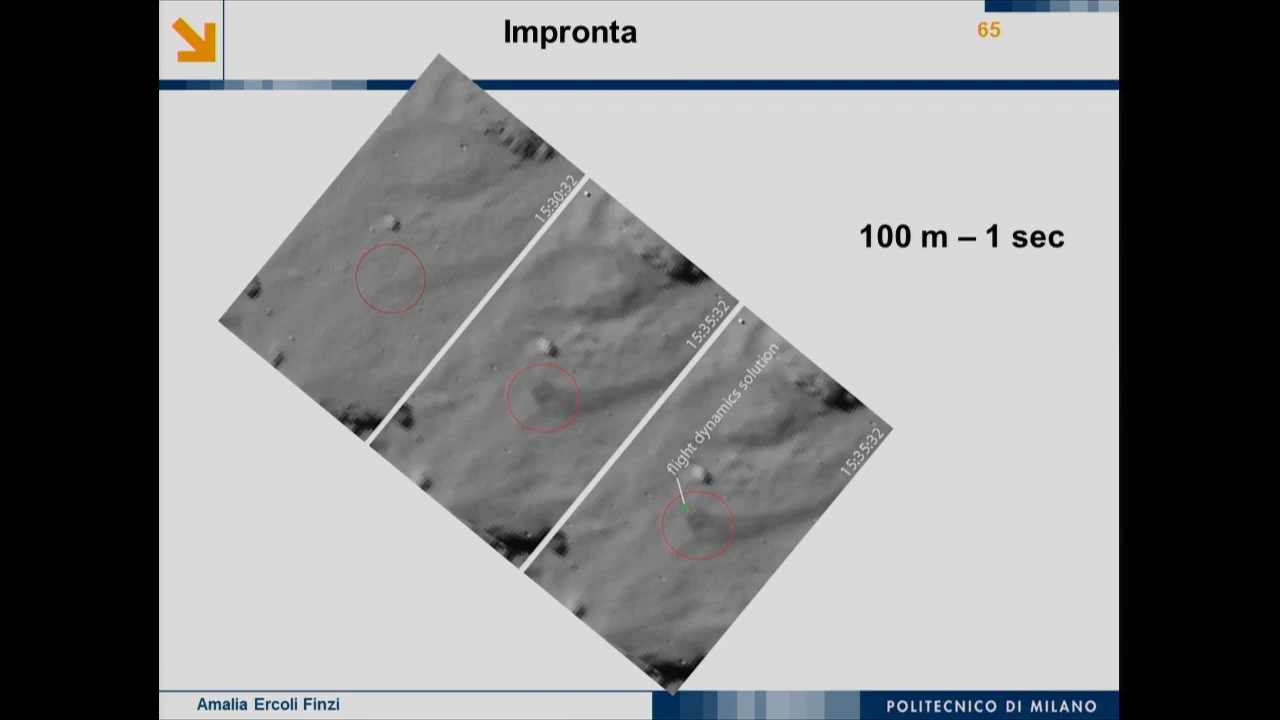 Impronta
65
15:30:32
15:35:32
flight dynamics solution
15:35:32
100 m – 1 sec
Amalia Ercoli Finzi
POLITECNICO DI MILANO